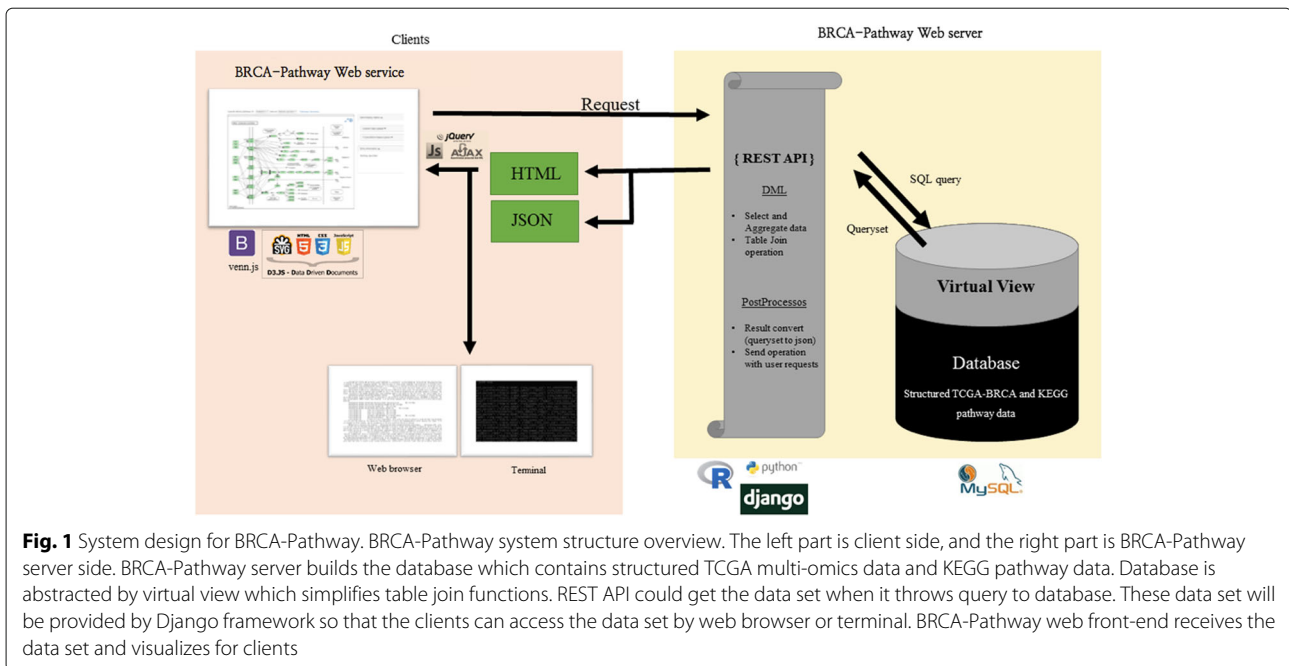 Clients
BRCA-Pathway Web server
BRCA-Pathway Web service
Request
jQuery
JS
AJAX
HTML
JSON
{ REST API }
DML
• Select and
Aggregate data
• Table Join
operation
PostProcessos
• Result convert
(queryset to json)
• Send operation
with user requests
SQL query
Queryset
Virtual View
Database
Structured TCGA-BRCA and KEGG
pathway data
B
venn.js
SVG
HTML
5
CSS
3
JavaScript
JS
D3.JS - Data Driven Documents
Web browser
Terminal
R
python
django
MySQL
Fig. 1 System design for BRCA-Pathway. BRCA-Pathway system structure overview. The left part is client side, and the right part is BRCA-Pathway
server side. BRCA-Pathway server builds the database which contains structured TCGA multi-omics data and KEGG pathway data. Database is
abstracted by virtual view which simplifies table join functions. REST API could get the data set when it throws query to database. These data set will
be provided by Django framework so that the clients can access the data set by web browser or terminal. BRCA-Pathway web front-end receives the
data set and visualizes for clients